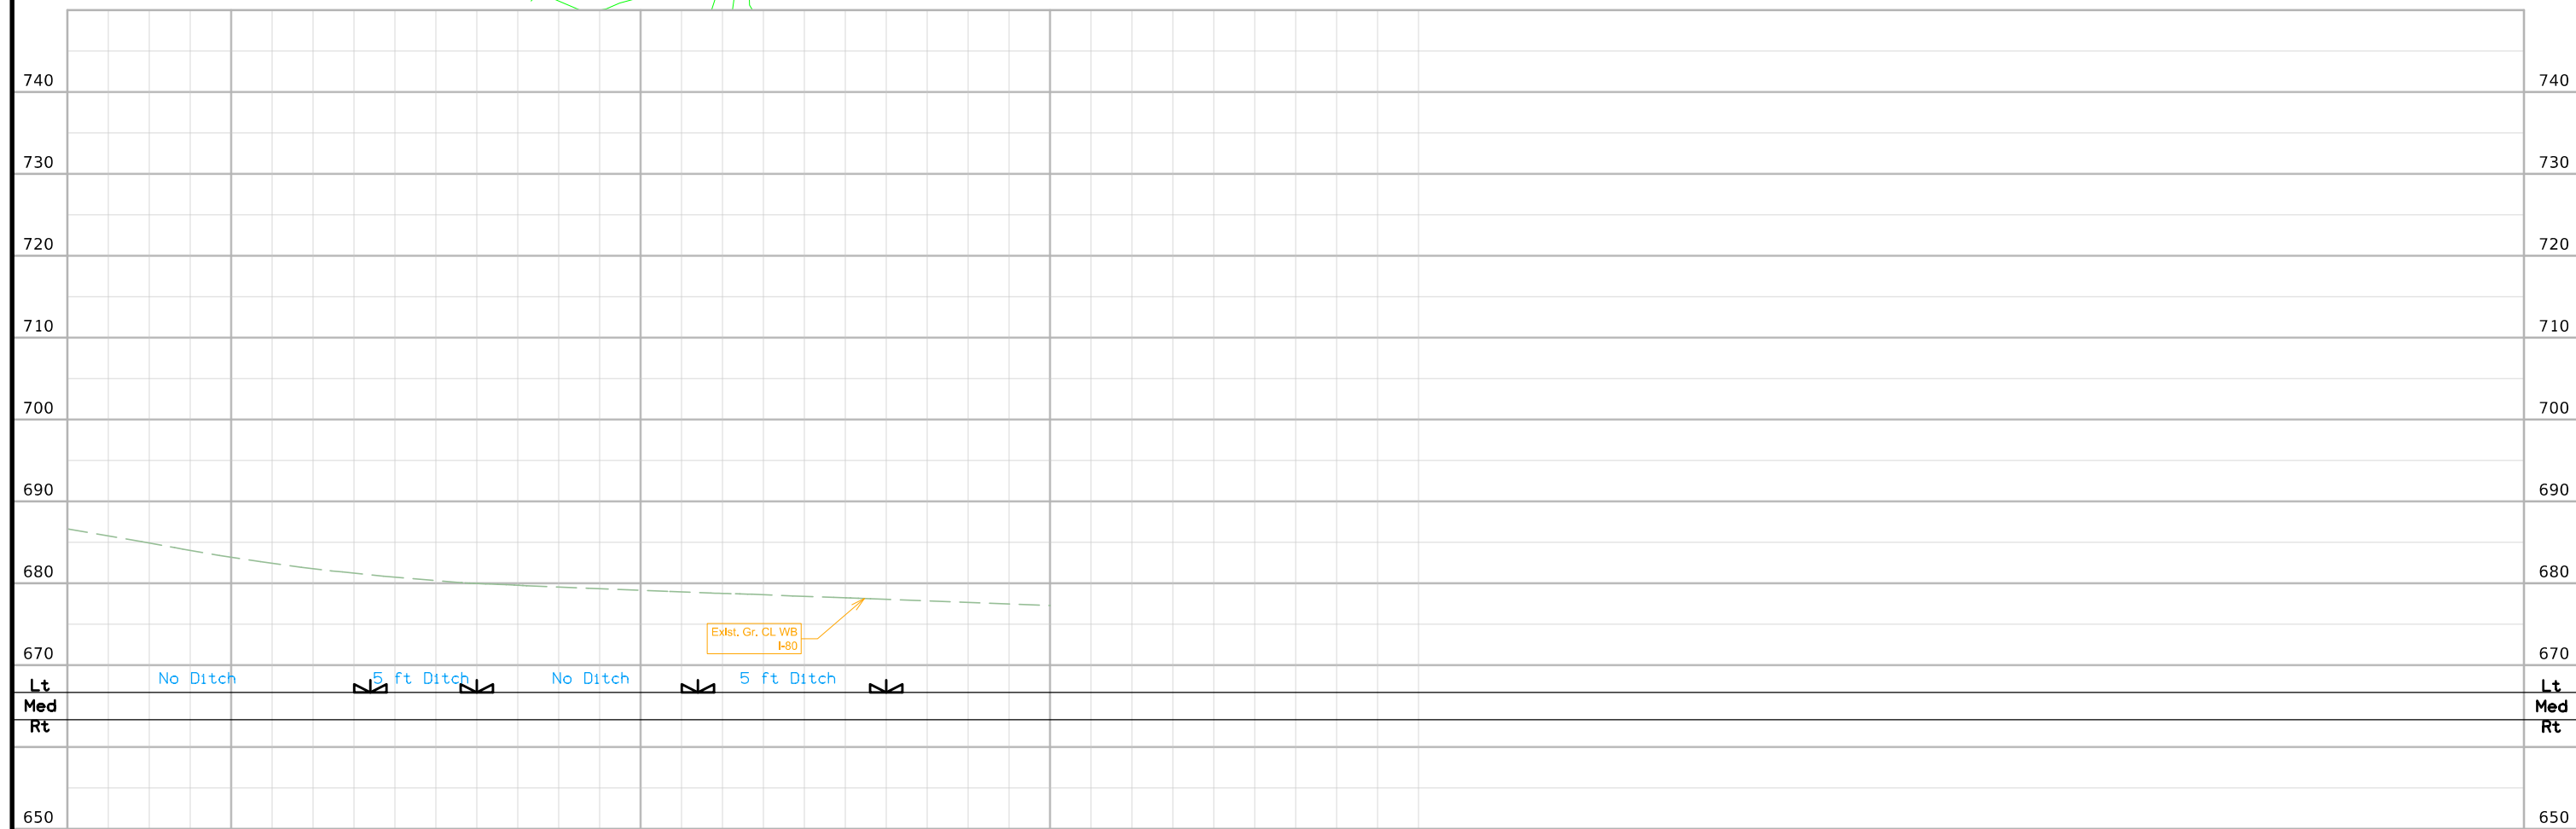 740 740
730 730
720 720
710 710
700 700
690 690
680 680
Exist. Gr. CL WB
I-80
670 670
No Ditch 5 ft Ditch No Ditch 5 ft Ditch
Lt Lt
Med Med
Rt Rt
650 650